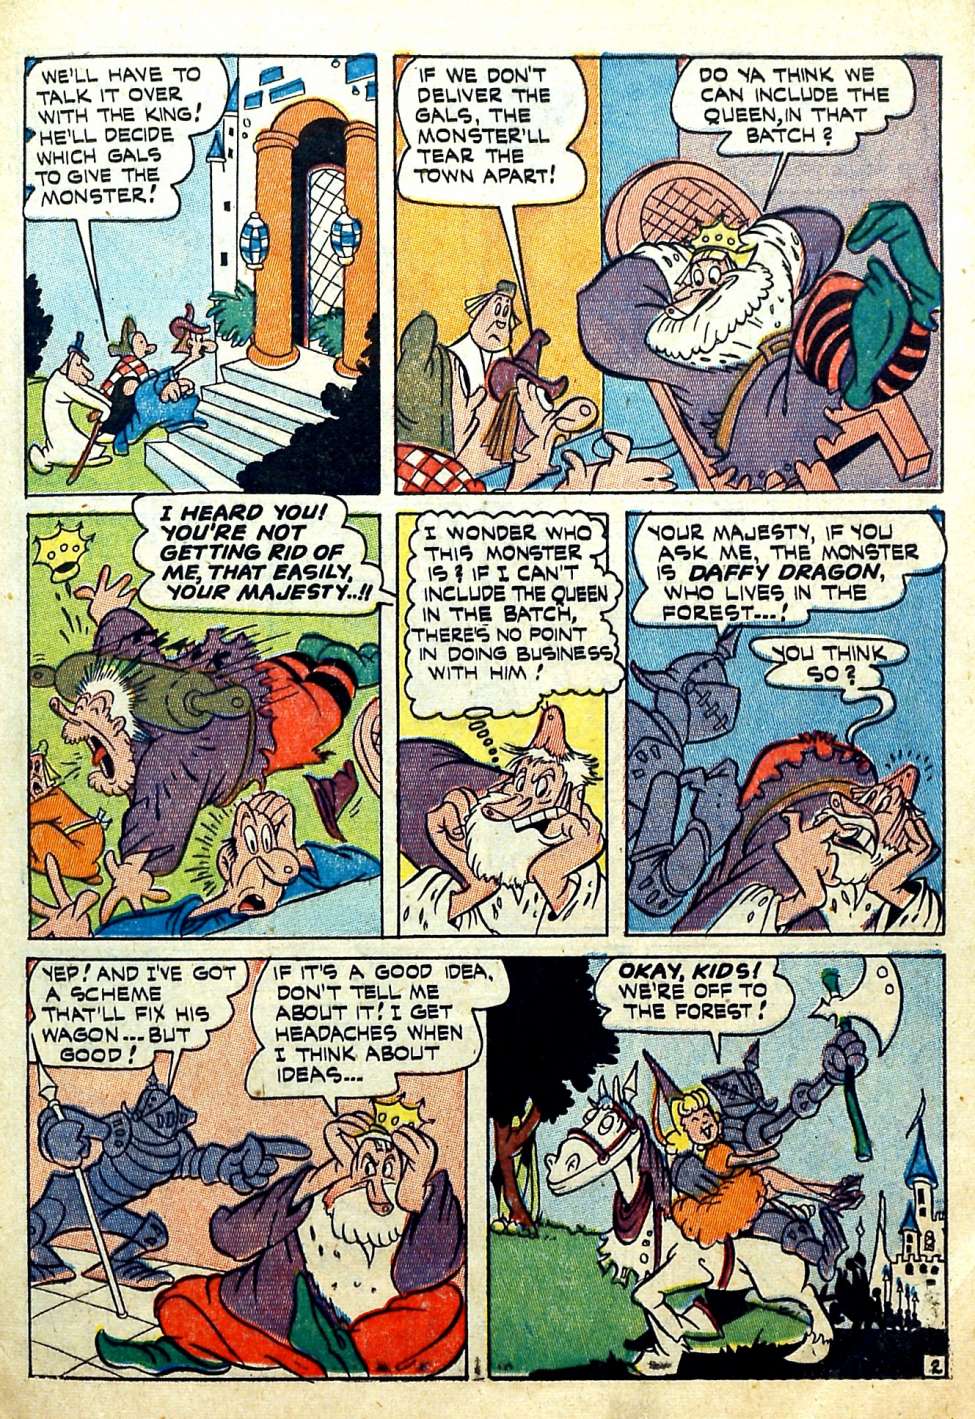 WE'LL HAVE TO
TALK IT OVER
WITH THE KING!
HE'LL DECIDE
WHICH GALS
TO GIVE THE
MONSTER!
IF WE DON'T
DELIVER THE
GALS, THE
MONSTER'LL
TEAR THE
TOWN APART!
DO YA THINK WE
CAN INCLUDE THE
QUEEN, IN THAT
BATCH?
I HEARD YOU!
YOU'RE NOT
GETTING RID OF
ME, THAT EASILY,
YOUR MAJESTY..!!
I WONDER WHO
THIS MONSTER
IS? IF I CAN'T
INCLUDE THE QUEEN
IN THE BATCH,
THERE'S NO POINT
IN DOING BUSINESS
WITH HIM!
YOUR MAJESTY, IF YOU
ASK ME, THE MONSTER
IS DAFFY DRAGON,
WHO LIVES IN THE
FOREST...!
YOU THINK
SO?
YEP! AND I'VE GOT
A SCHEME
THAT'LL FIX HIS
WAGON...BUT
GOOD!
IF IT'S A GOOD IDEA,
DON'T TELL ME
ABOUT IT! I GET
HEADACHES WHEN
I THINK ABOUT
IDEAS...
OKAY, KIDS!
WE'RE OFF TO
THE FOREST!
2